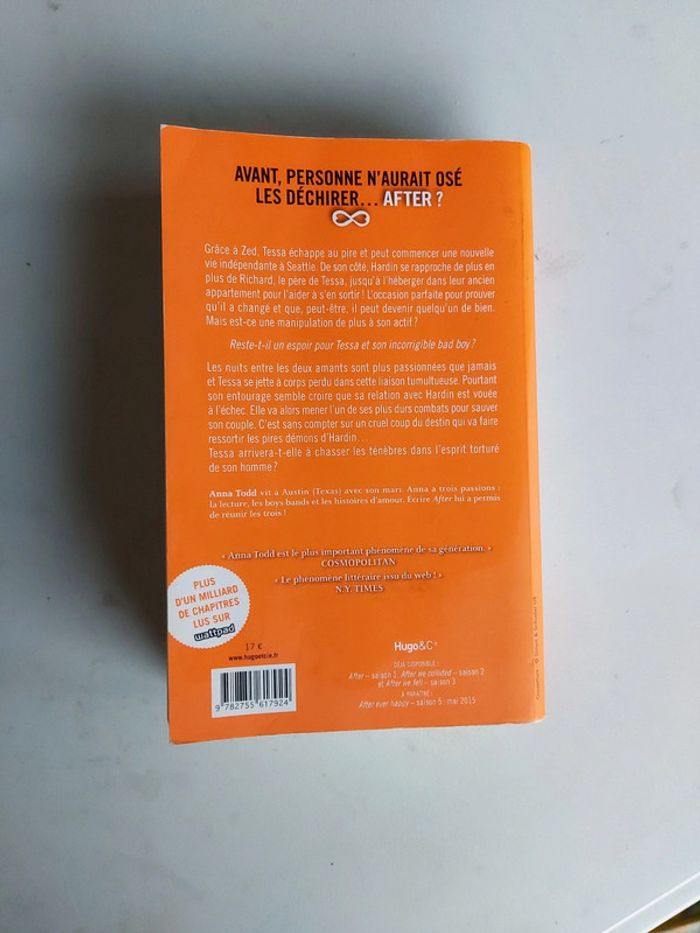 AVANT, PERSONNE N'AURAIT OSÉ
LES DÉCHIRER... AFTER ?
Grâce à Zed, Tessa échappe au pire et peut commencer une nouvelle
vie indépendante à Seattle. De son côté, Hardin se rapproche de plus en
plus de Richard, le père de Tessa, jusqu'à l'héberger dans leur ancien
appartement pour l'aider à s'en sortir ! L'occasion parfaite pour prouver
qu'il a changé et que, peut-être, il peut devenir quelqu'un de bien.
Mais est-ce une manipulation de plus à son actif ?
Reste-t-il un espoir pour Tessa et son incorrigible bad boy ?
Les nuits entre les deux amants sont plus passionnées que jamais
et Tessa se jette à corps perdu dans cette liaison tumultueuse. Pourtant
son entourage semble croire que sa relation avec Hardin est vouée
à l'échec. Elle va alors mener l'un de ses plus durs combats pour sauver
son couple. C'est sans compter sur un cruel coup du destin qui va faire
ressortir les pires démons d'Hardin...
Tessa arrivera-t-elle à chasser les ténèbres dans l'esprit torturé
de son homme ?
Anna Todd vit à Austin (Texas) avec son mari. Anna a trois passions :
la lecture, les boys bands et les histoires d'amour. Écrire After lui a permis
de réunir les trois !
« Anna Todd est le plus important phénomène de sa génération. »
COSMOPOLITAN
« Le phénomène littéraire issu du web ! »
N.Y. TIMES
PLUS
D'UN MILLIARD
DE CHAPITRES
LUS SUR
wattpad
17 €
www.hugoetcie.fr
9 782755 617924
Hugo&Cie
DÉJÀ DISPONIBLE :
After – saison 1, After we collided – saison 2
et After we fell – saison 3
À PARAÎTRE :
After ever happy – saison 5 : mai 2015
Couverture : © Simon & Schuster UK